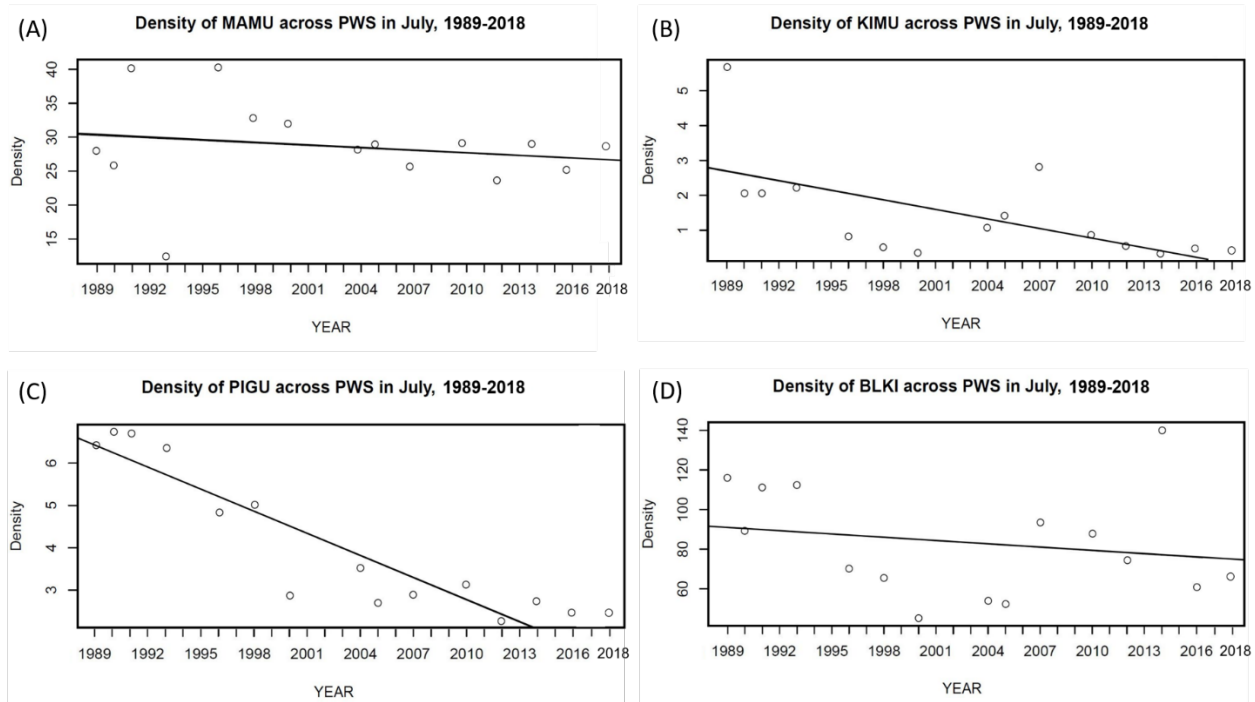 (A)
Density of MAMU across PWS in July, 1989-2018
Density
40
35
30
25
20
15
1989 1992 1995 1998 2001 2004 2007 2010 2013 2016 2018
YEAR
(B)
Density of KIMU across PWS in July, 1989-2018
Density
5
4
3
2
1
1989 1992 1995 1998 2001 2004 2007 2010 2013 2016 2018
YEAR
(C)
Density of PIGU across PWS in July, 1989-2018
Density
6
5
4
3
1989 1992 1995 1998 2001 2004 2007 2010 2013 2016 2018
YEAR
(D)
Density of BLKI across PWS in July, 1989-2018
Density
140
120
100
80
60
1989 1992 1995 1998 2001 2004 2007 2010 2013 2016 2018
YEAR